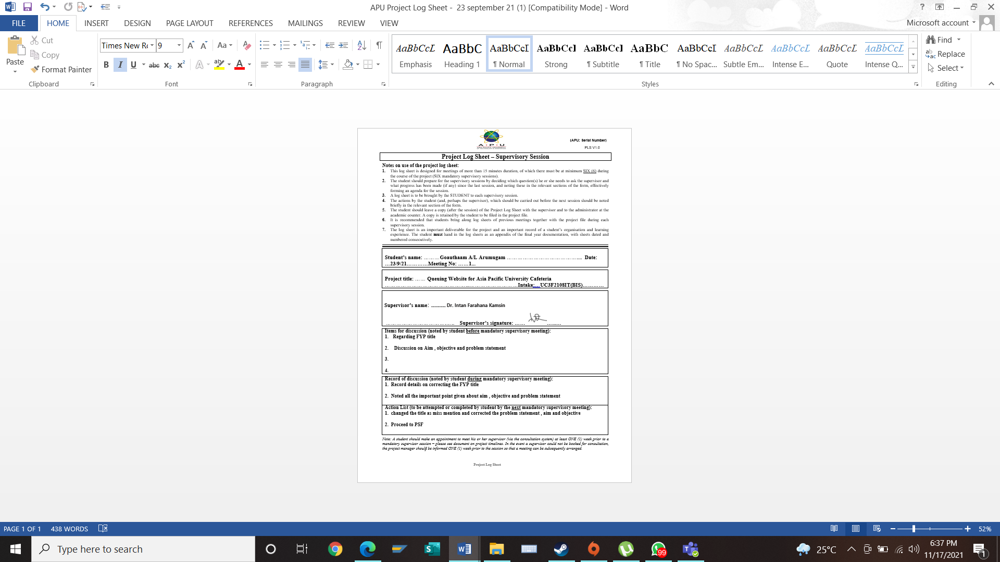 APU Project Log Sheet -  23 september 21 (1) [Compatibility Mode] - Word
FILE HOME INSERT DESIGN PAGE LAYOUT REFERENCES MAILINGS REVIEW VIEW Microsoft account
Paste Cut Copy Format Painter Clipboard
Times New Ro 9 Aa
B I U abc x₂ x² A A
Font Paragraph
AaBbCcL AaBbC AaBbCcI AaBbCcI AaBbCcI AaBbC AaBbCcI AaBbCcL AaBbCcL AaBbCcL AaBbCcL
Emphasis Heading 1 ¶ Normal Strong ¶ Subtitle ¶ Title ¶ No Spac... Subtle Em... Intense E... Quote Intense Q...
Styles
Find Replace Select Editing
A·P·U
ASIA PACIFIC UNIVERSITY
(APU: Serial Number)
PLS V1.0
Project Log Sheet – Supervisory Session
Notes on use of the project log sheet:
1. This log sheet is designed for meetings of more than 15 minutes duration, of which there must be at minimum SIX (6) during
the course of the project (SIX mandatory supervisory sessions).
2. The student should prepare for the supervisory sessions by deciding which question(s) he or she needs to ask the supervisor and
what progress has been made (if any) since the last session, and noting these in the relevant sections of the form, effectively
forming an agenda for the session.
3. A log sheet is to be brought by the STUDENT to each supervisory session.
4. The actions by the student (and, perhaps the supervisor), which should be carried out before the next session should be noted
briefly in the relevant section of the form.
5. The student should leave a copy (after the session) of the Project Log Sheet with the supervisor and to the administrator at the
academic counter. A copy is retained by the student to be filed in the project file.
6. It is recommended that students bring along log sheets of previous meetings together with the project file during each
supervisory session.
7. The log sheet is an important deliverable for the project and an important record of a student's organisation and learning
experience. The student must hand in the log sheets as an appendix of the final year documentation, with sheets dated and
numbered consecutively.
Student's name: ………Goauthaam A/L Arumugam ………………………………….... Date:
…23/9/21…………Meeting No: ……1...
Project title: …… Queuing Website for Asia Pacific University Cafeteria
………………………………………...………………………Intake:…UC3F2108IT(BIS)…………
Supervisor's name: ......... Dr. Intan Farahana Kamsin
………………………………….. Supervisor's signature: …… ………
Items for discussion (noted by student before mandatory supervisory meeting):
1. Regarding FYP title
2. Discussion on Aim , objective and problem statement
3.
4.
Record of discussion (noted by student during mandatory supervisory meeting):
1. Record details on correcting the FYP title
2. Noted all the important point given about aim , objective and problem statement
Action List (to be attempted or completed by student by the next mandatory supervisory meeting):
1. changed the title as miss mention and corrected the problem statement , aim and objective
2. Proceed to PSF
Note: A student should make an appointment to meet his or her supervisor (via the consultation system) at least ONE (1) week prior to a
mandatory supervisor session – please see document on project timelines. In the event a supervisor could not be booked for consultation,
the project manager should be informed ONE (1) week prior to the session so that a meeting can be subsequently arranged.
Project Log Sheet
PAGE 1 OF 1 438 WORDS 52%
Type here to search 99 25°C 6:37 PM
11/17/2021 1